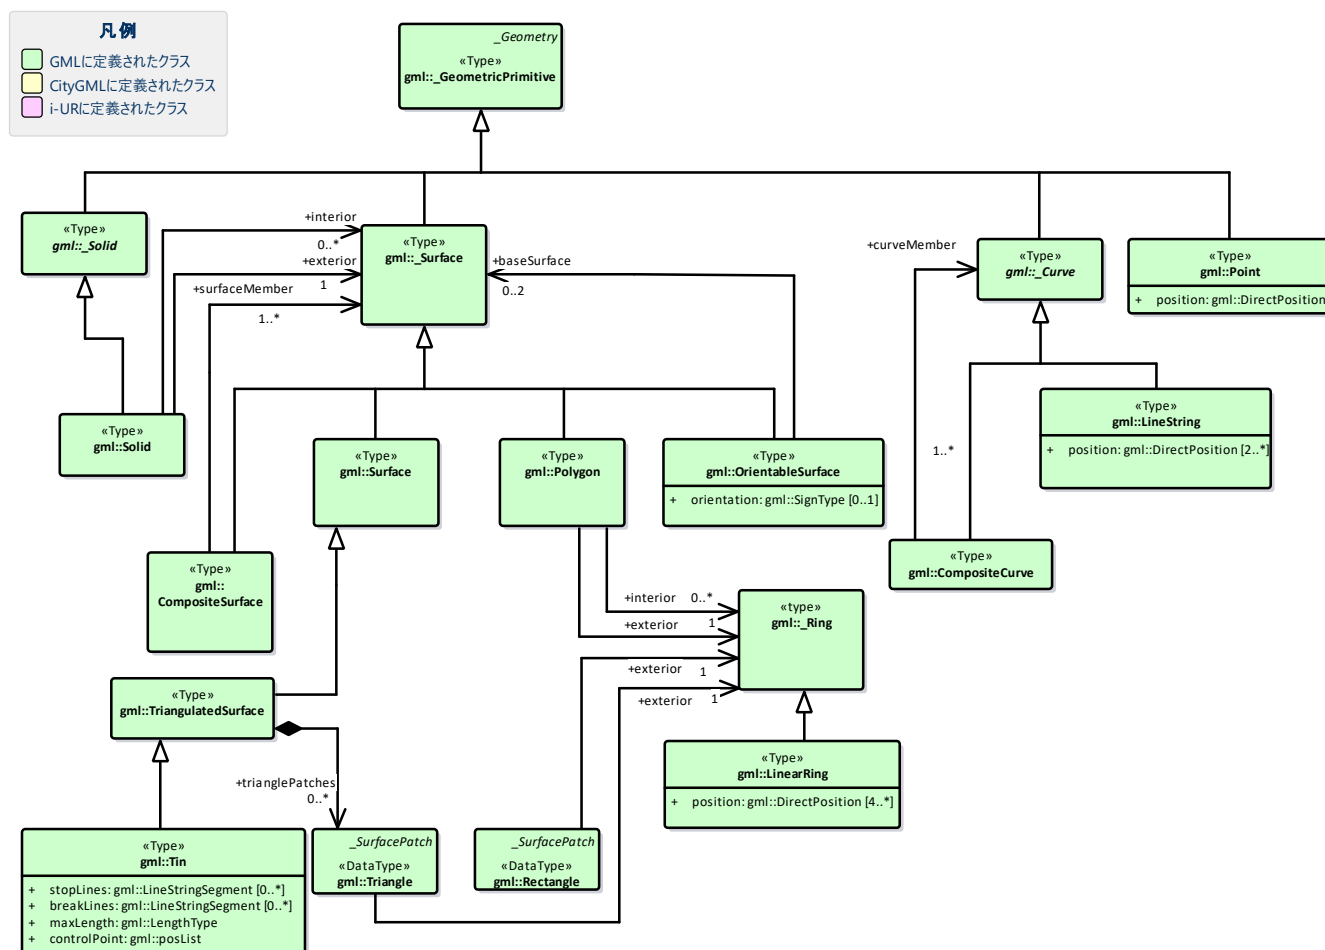 凡例
GMLに定義されたクラス
CityGMLに定義されたクラス
i-URに定義されたクラス
_Geometry
«Type»
gml::_GeometricPrimitive
«Type»
gml::_Solid
+interior
0..*
+exterior
1
+surfaceMember
1..*
«Type»
gml::_Surface
+baseSurface
0..2
+curveMember
«Type»
gml::_Curve
«Type»
gml::Point
+ position: gml::DirectPosition
«Type»
gml::Solid
«Type»
gml::Surface
«Type»
gml::Polygon
«Type»
gml::OrientableSurface
+ orientation: gml::SignType [0..1]
«Type»
gml::LineString
+ position: gml::DirectPosition [2..*]
1..*
«Type»
gml::
CompositeSurface
«Type»
gml::CompositeCurve
+interior 0..*
+exterior 1
+exterior 1
+exterior 1
«type»
gml::_Ring
«Type»
gml::TriangulatedSurface
+trianglePatches
0..*
«Type»
gml::LinearRing
+ position: gml::DirectPosition [4..*]
«Type»
gml::Tin
+ stopLines: gml::LineStringSegment [0..*]
+ breakLines: gml::LineStringSegment [0..*]
+ maxLength: gml::LengthType
+ controlPoint: gml::posList
_SurfacePatch
«DataType»
gml::Triangle
_SurfacePatch
«DataType»
gml::Rectangle